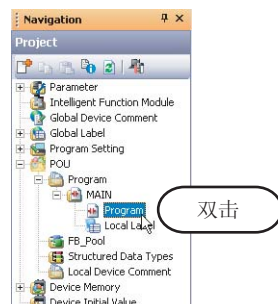 Navigation
Project
Parameter
Intelligent Function Module
Global Device Comment
Global Label
Program Setting
POU
Program
MAIN
Program
Local Label
FB_Pool
Structured Data Types
Local Device Comment
Device Memory
Device Initial Value
双击